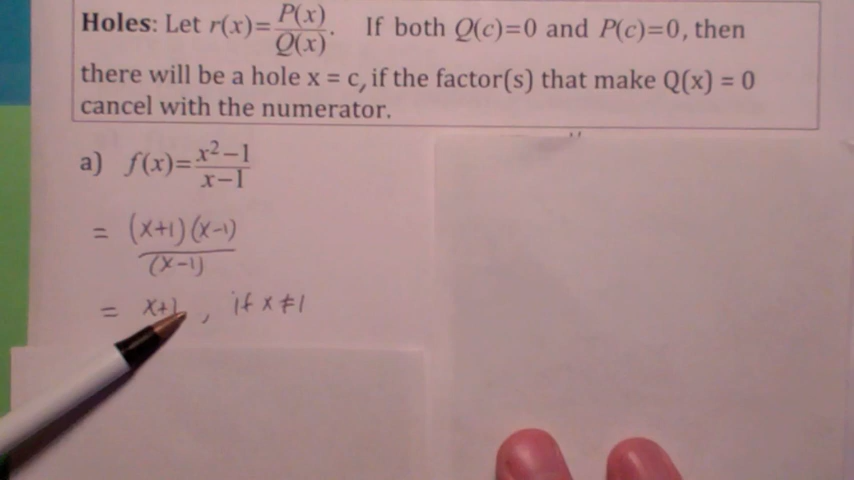 Holes: Let r(x)=P(x)/Q(x). If both Q(c)=0 and P(c)=0, then
there will be a hole x = c, if the factor(s) that make Q(x) = 0
cancel with the numerator.
a) f(x)=x²−1/x−1
= (x+1)(x-1)/(x-1)
= x+1, if x≠1